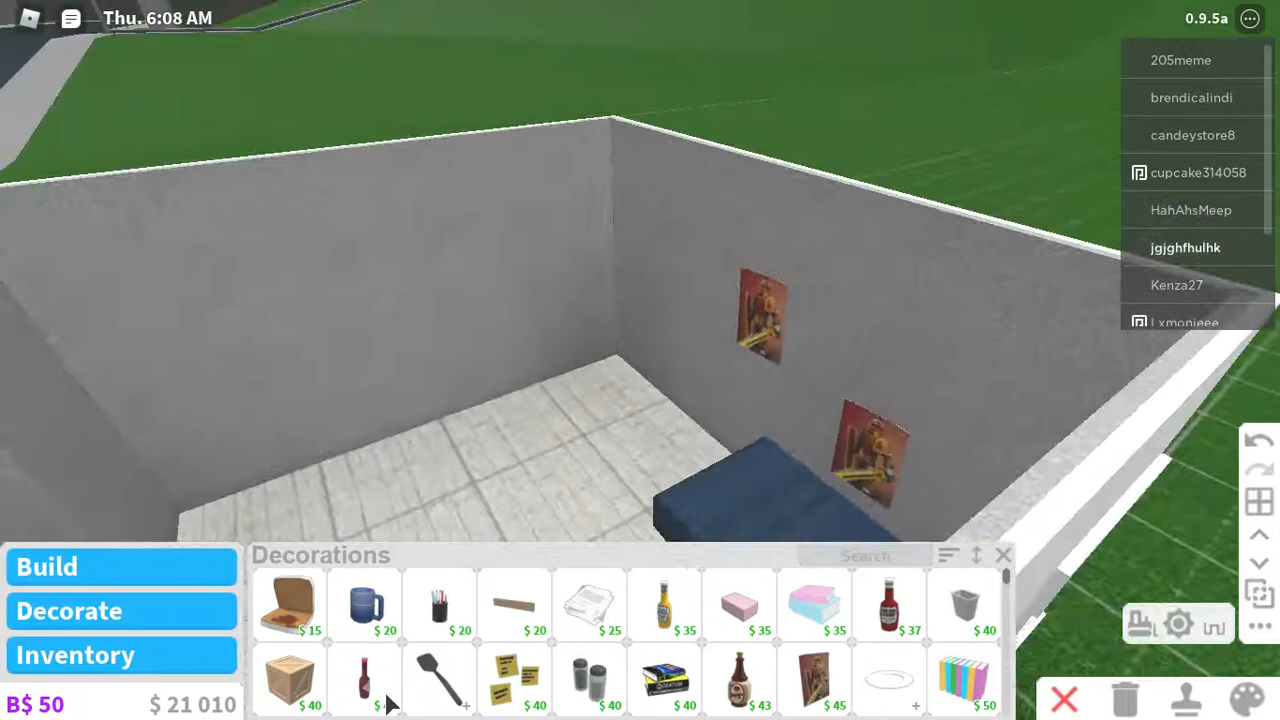 Thu. 6:08 AM
0.9.5a
205meme
brendicalindi
candeystore8
cupcake314058
HahAhsMeep
jgjghfhulhk
Kenza27
Lxmonieee
Build
Decorate
Inventory
B$ 50
$ 21 010
Decorations
Search
$ 15
$ 20
$ 20
$ 20
$ 25
$ 35
$ 35
$ 35
$ 37
$ 40
$ 40
+
$ 40
$ 40
$ 40
$ 43
$ 45
+
$ 50